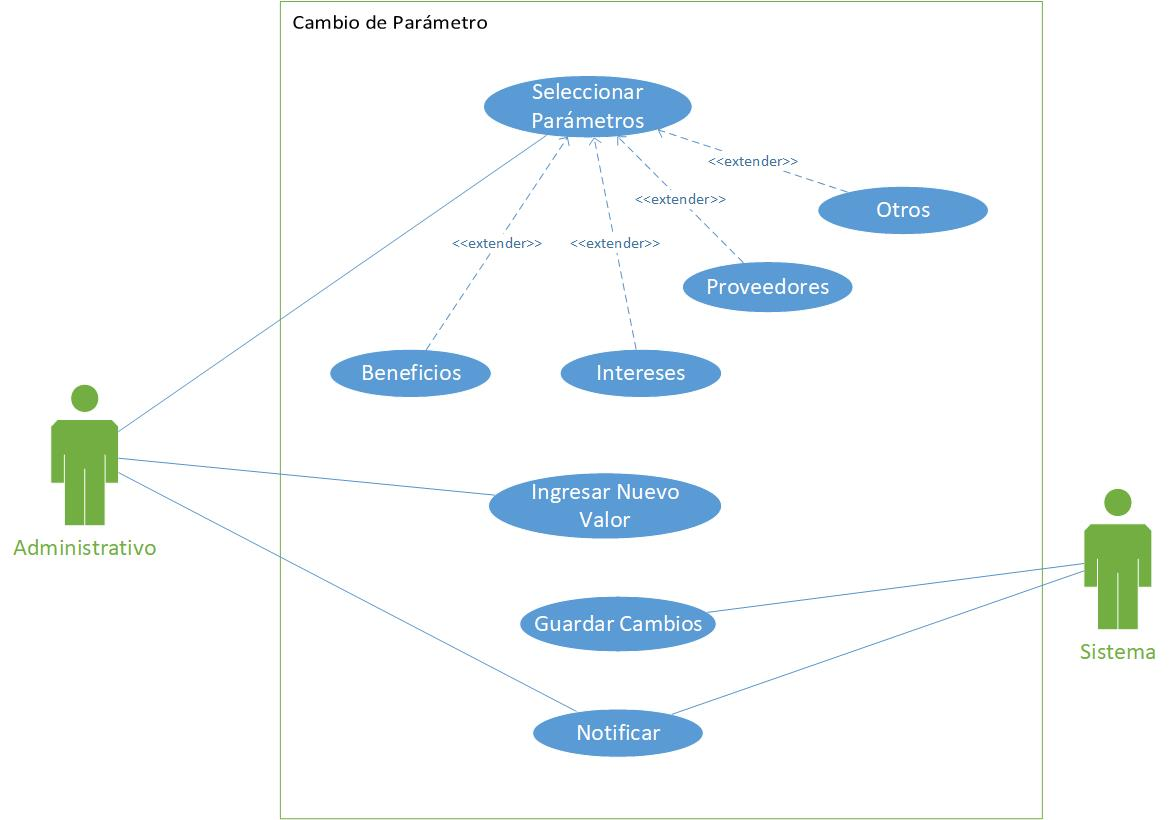 Cambio de Parámetro
Seleccionar
Parámetros
<<extender>>
Otros
<<extender>>
Proveedores
<<extender>>
<<extender>>
Beneficios
Intereses
Ingresar Nuevo
Valor
Administrativo
Guardar Cambios
Sistema
Notificar